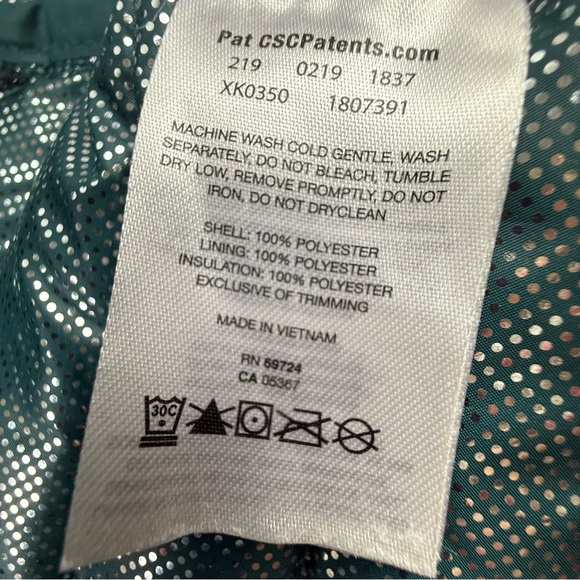 Pat CSCPatents.com
219 0219 1837
XK0350 1807391
MACHINE WASH COLD GENTLE, WASH
SEPARATELY, DO NOT BLEACH, TUMBLE
DRY LOW, REMOVE PROMPTLY, DO NOT
IRON, DO NOT DRYCLEAN
SHELL: 100% POLYESTER
LINING: 100% POLYESTER
INSULATION: 100% POLYESTER
EXCLUSIVE OF TRIMMING
MADE IN VIETNAM
RN 69724
CA 05367
30C